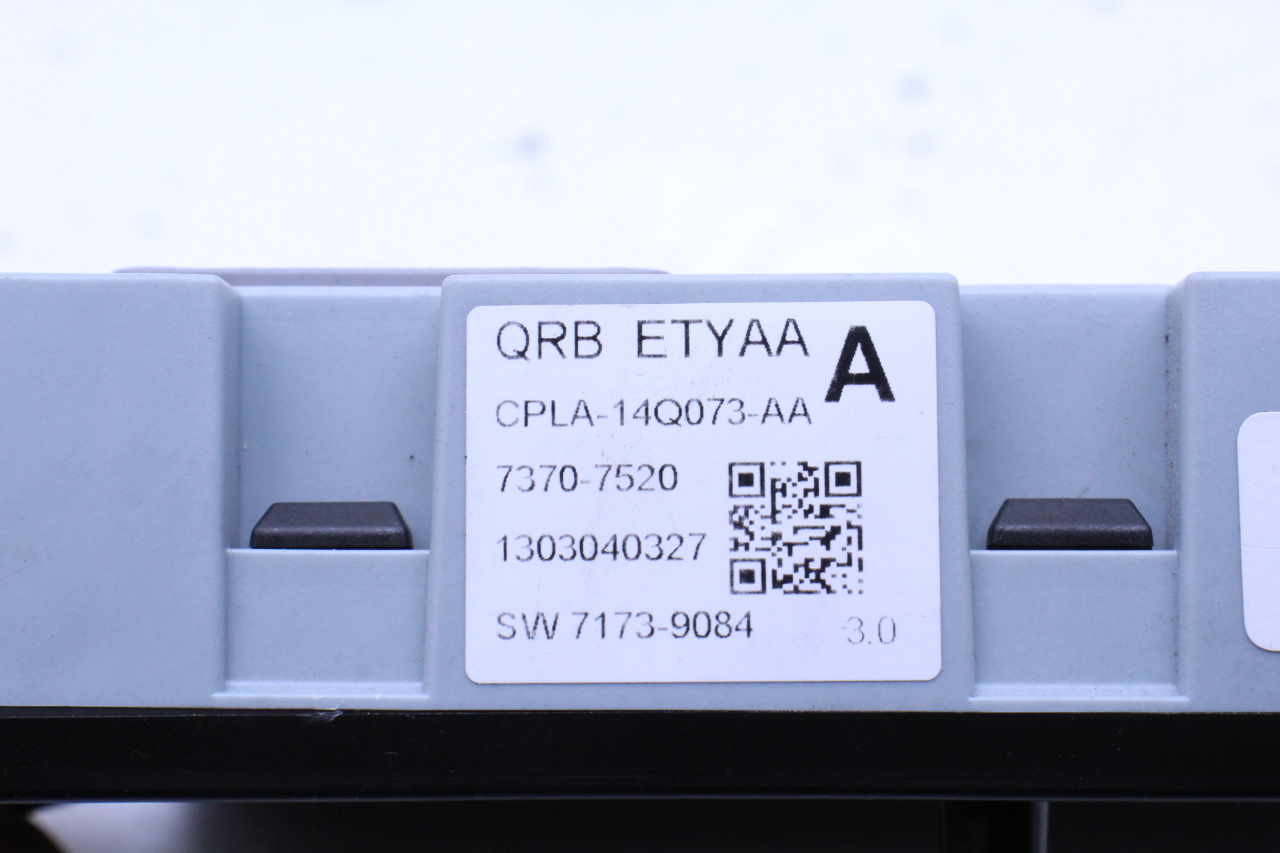 QRB ETYAA
A
CPLA-14Q073-AA
7370-7520
1303040327
SW 7173-9084
3.0